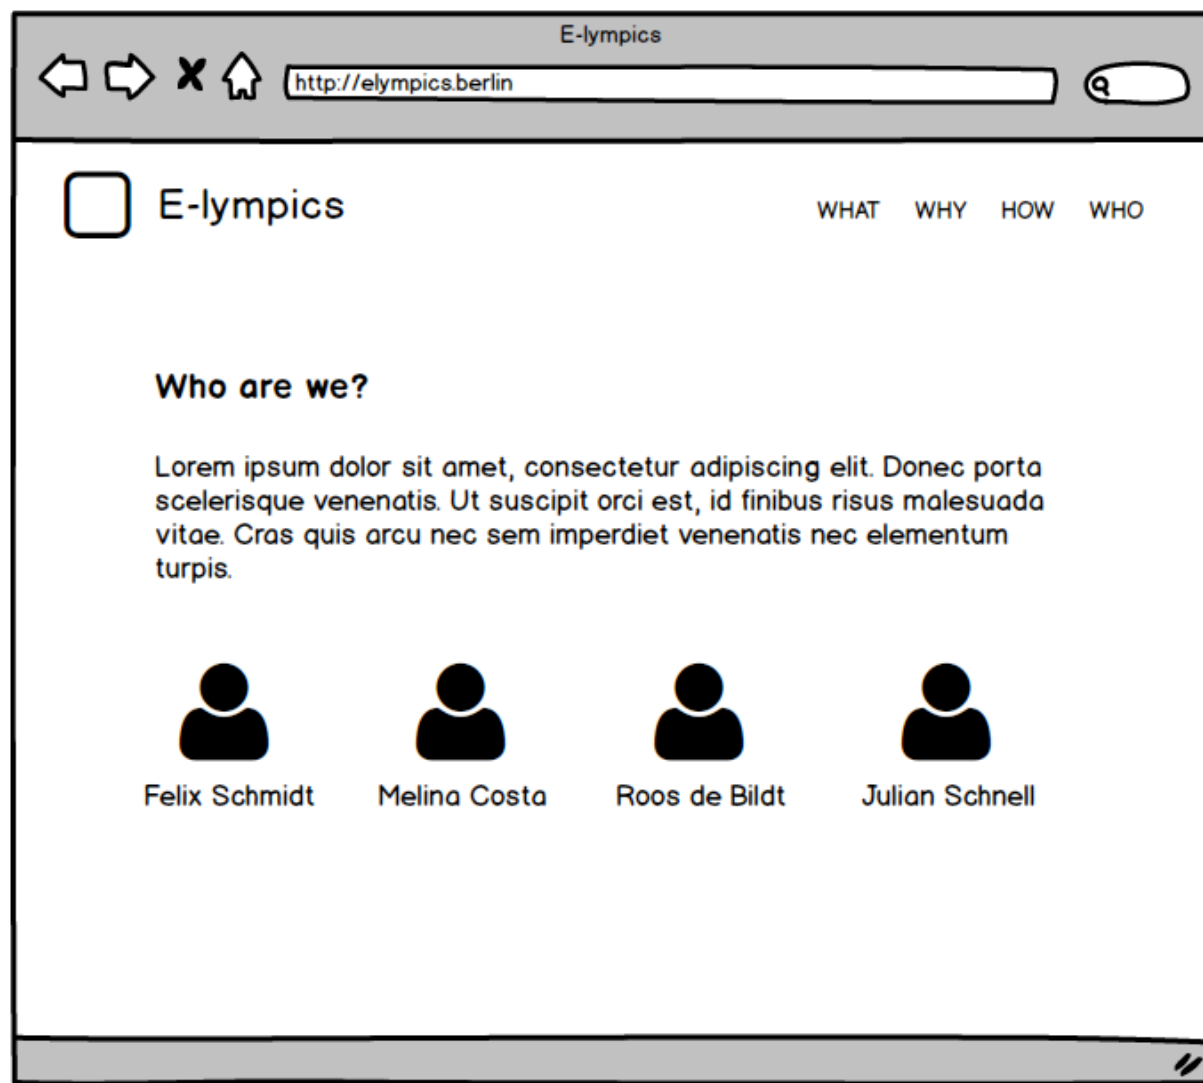 E-lympics
http://elympics.berlin
E-lympics
WHAT WHY HOW WHO
Who are we?
Lorem ipsum dolor sit amet, consectetur adipiscing elit. Donec porta
scelerisque venenatis. Ut suscipit orci est, id finibus risus malesuada
vitae. Cras quis arcu nec sem imperdiet venenatis nec elementum
turpis.
Felix Schmidt Melina Costa Roos de Bildt Julian Schnell